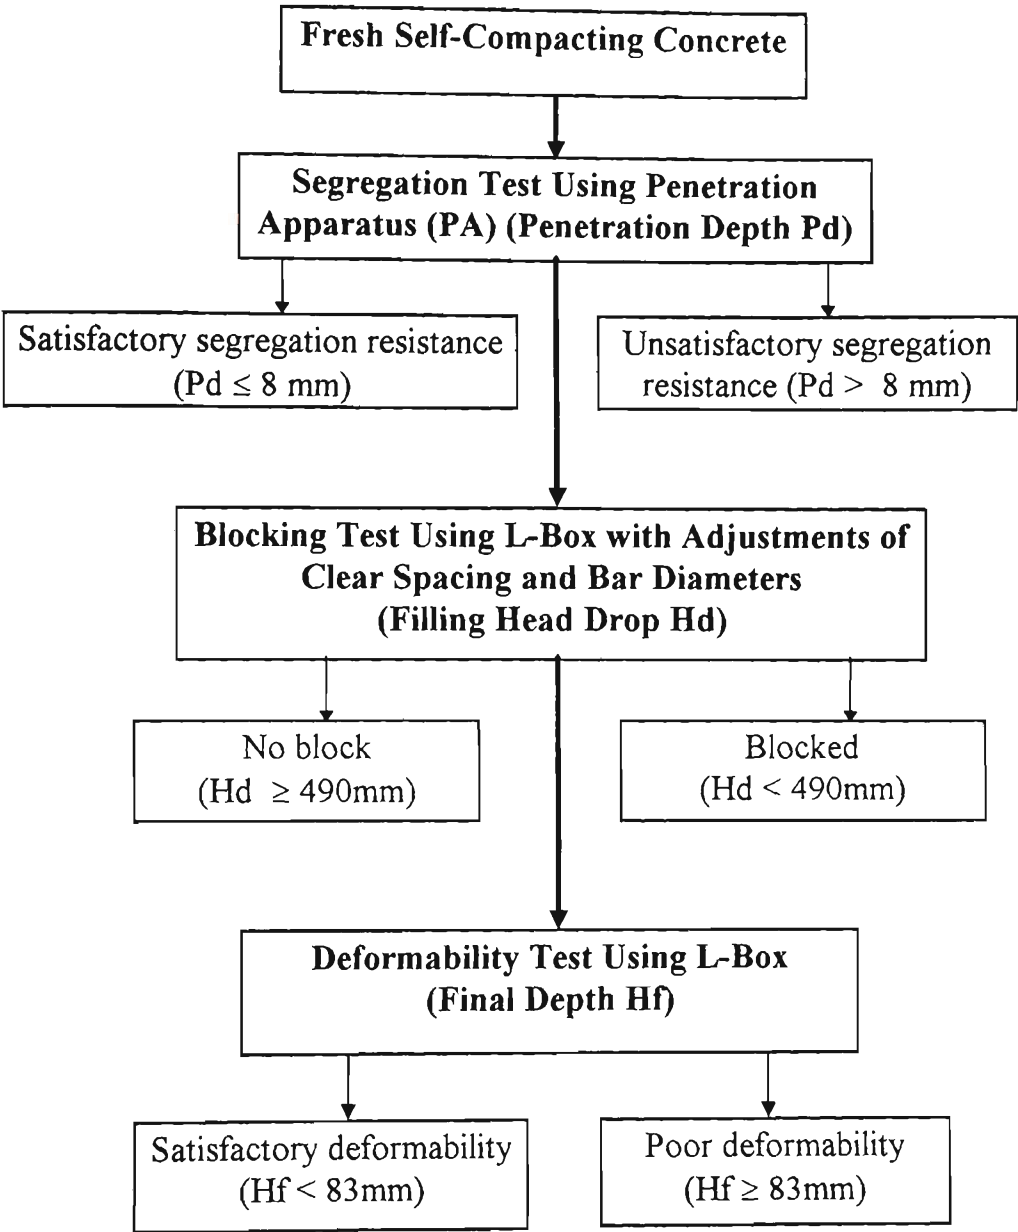 Fresh Self-Compacting Concrete
Segregation Test Using Penetration
Apparatus (PA) (Penetration Depth Pd)
Satisfactory segregation resistance
(Pd ≤ 8 mm)
Unsatisfactory segregation
resistance (Pd > 8 mm)
Blocking Test Using L-Box with Adjustments of
Clear Spacing and Bar Diameters
(Filling Head Drop Hd)
No block
(Hd ≥ 490mm)
Blocked
(Hd < 490mm)
Deformability Test Using L-Box
(Final Depth Hf)
Satisfactory deformability
(Hf < 83mm)
Poor deformability
(Hf ≥ 83mm)